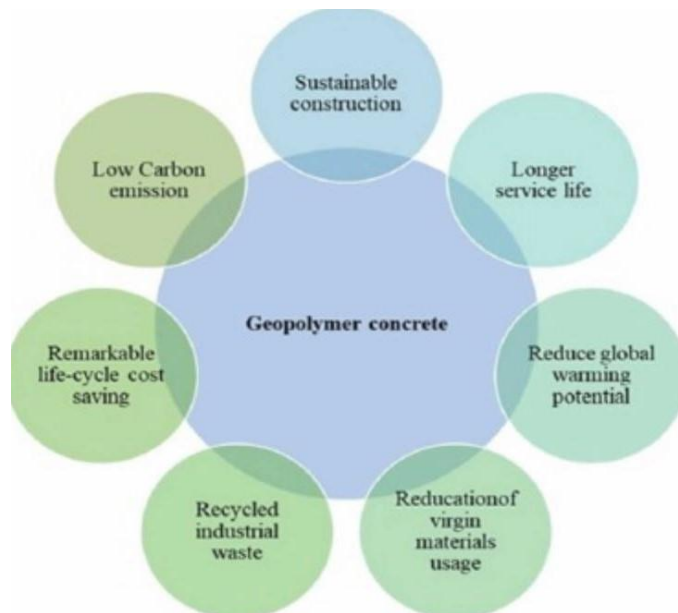 Sustainable
construction
Longer
service life
Reduce global
warming
potential
Reducationof
virgin
materials
usage
Recycled
industrial
waste
Remarkable
life-cycle cost
saving
Low Carbon
emission
Geopolymer concrete